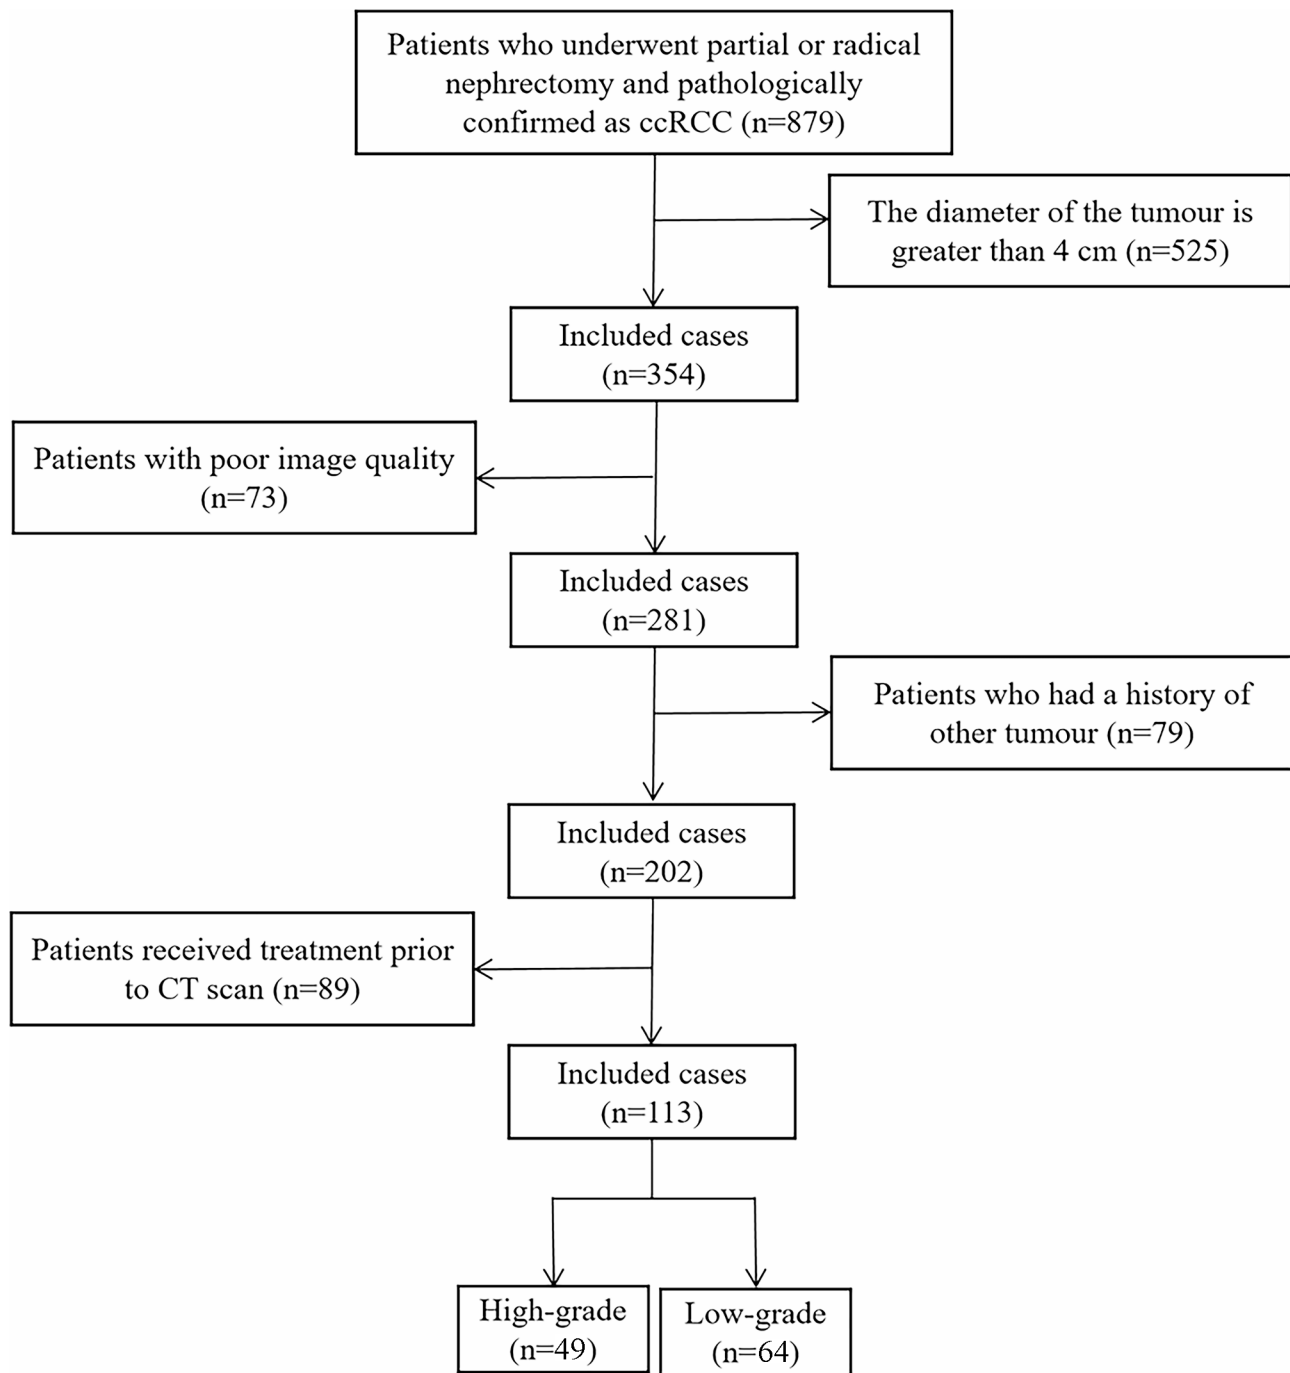 Patients who underwent partial or radical
nephrectomy and pathologically
confirmed as ccRCC (n=879)
The diameter of the tumour is
greater than 4 cm (n=525)
Included cases
(n=354)
Patients with poor image quality
(n=73)
Included cases
(n=281)
Patients who had a history of
other tumour (n=79)
Included cases
(n=202)
Patients received treatment prior
to CT scan (n=89)
Included cases
(n=113)
High-grade
(n=49)
Low-grade
(n=64)